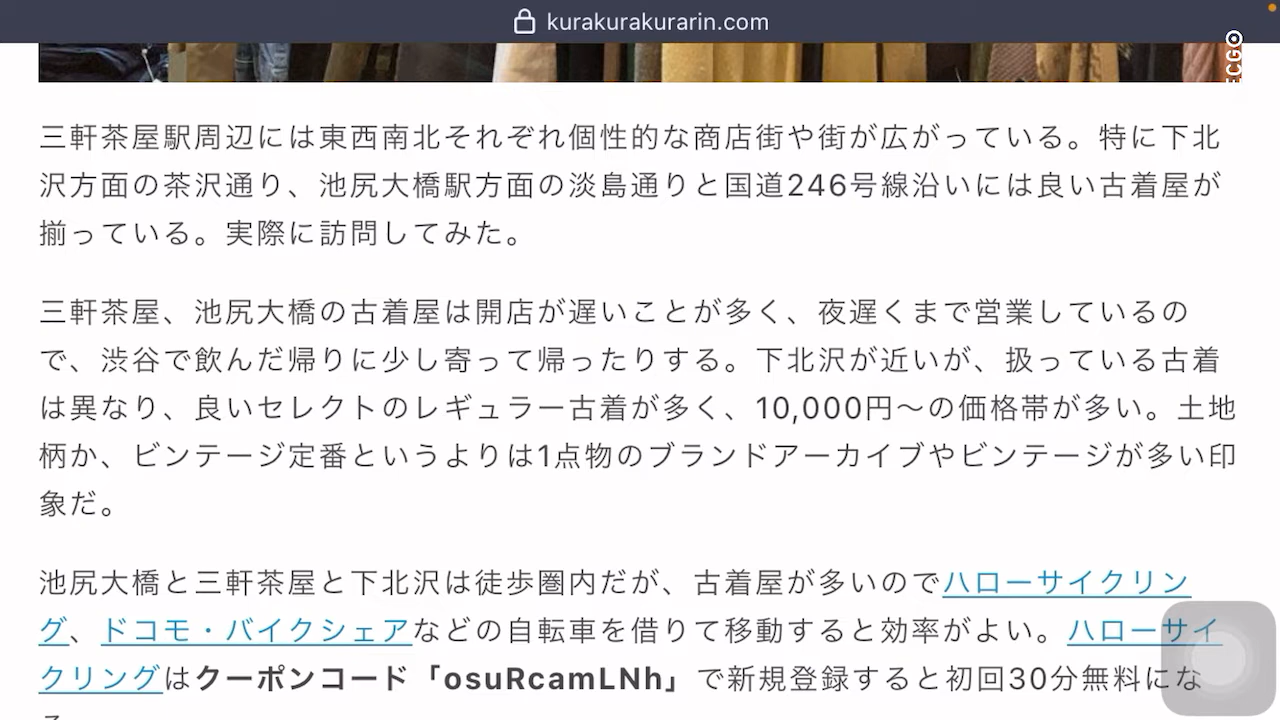 kurakurakurarin.com
三軒茶屋駅周辺には東西南北それぞれ個性的な商店街や街が広がっている。特に下北
沢方面の茶沢通り、池尻大橋駅方面の淡島通りと国道246号線沿いには良い古着屋が
揃っている。実際に訪問してみた。
三軒茶屋、池尻大橋の古着屋は開店が遅いことが多く、夜遅くまで営業しているの
で、渋谷で飲んだ帰りに少し寄って帰ったりする。下北沢が近いが、扱っている古着
は異なり、良いセレクトのレギュラー古着が多く、10,000円〜の価格帯が多い。土地
柄か、ビンテージ定番というよりは1点物のブランドアーカイブやビンテージが多い印
象だ。
池尻大橋と三軒茶屋と下北沢は徒歩圏内だが、古着屋が多いのでハローサイクリン
グ、ドコモ・バイクシェアなどの自転車を借りて移動すると効率がよい。ハローサイ
クリングはクーポンコード「osuRcamLNh」で新規登録すると初回30分無料にな